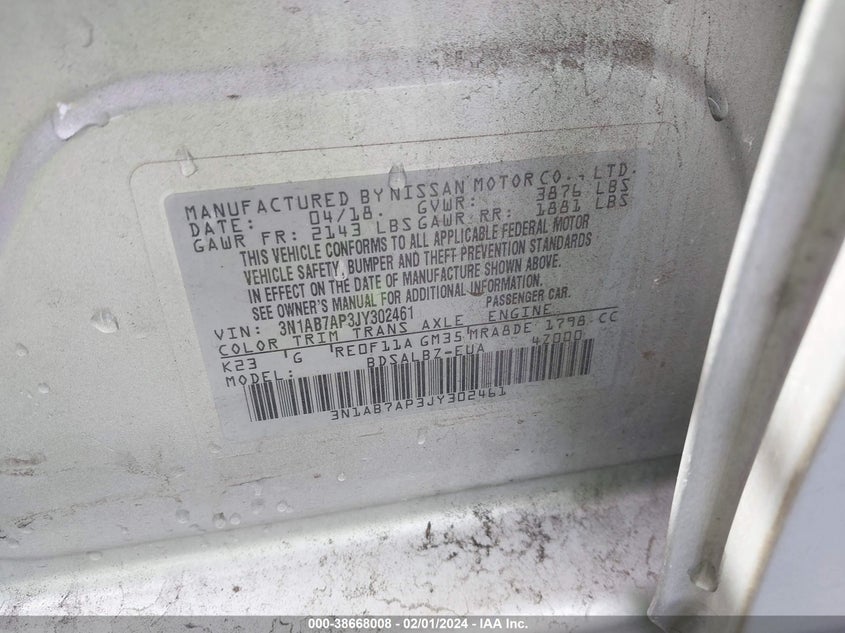 MANUFACTURED BY NISSAN MOTOR CO., LTD.
DATE: 04/18. GVWR: 3876 LBS
GAWR FR: 2143 LBS GAWR RR: 1881 LBS
THIS VEHICLE CONFORMS TO ALL APPLICABLE FEDERAL MOTOR
VEHICLE SAFETY, BUMPER AND THEFT PREVENTION STANDARDS
IN EFFECT ON THE DATE OF MANUFACTURE SHOWN ABOVE.
SEE OWNER'S MANUAL FOR ADDITIONAL INFORMATION.
VIN: 3N1AB7AP3JY302461 PASSENGER CAR.
COLOR TRIM TRANS AXLE ENGINE
K23 G RE0F11A GM35 MRA8DE 1798 CC
MODEL: BDSALBZ-EUA 47000
3N1AB7AP3JY302461
000-38668008 - 02/01/2024 - IAA Inc.